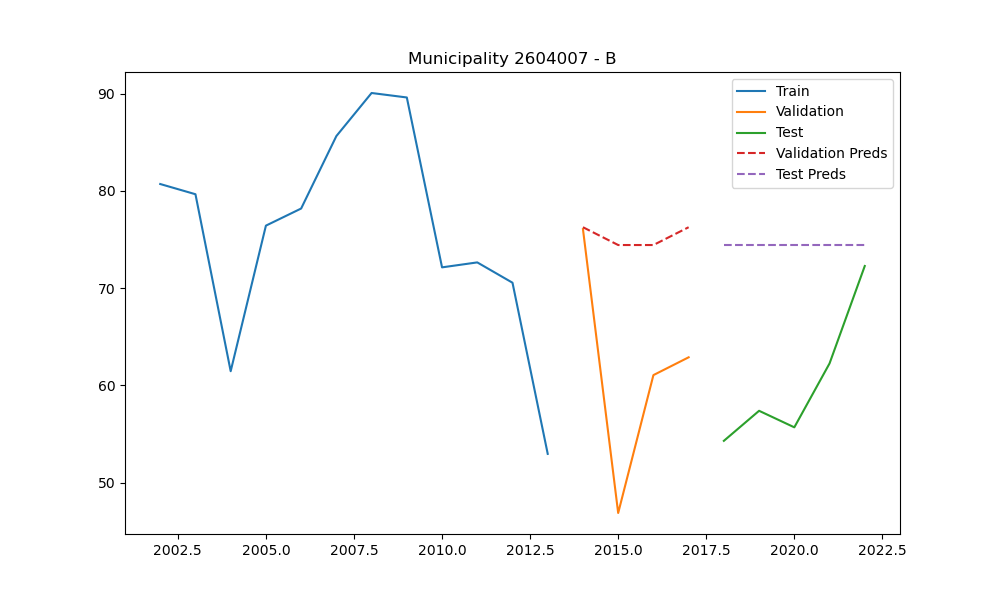 Municipality 2604007 - B
90
80
70
60
50
2002.5 2005.0 2007.5 2010.0 2012.5 2015.0 2017.5 2020.0 2022.5
Train
Validation
Test
Validation Preds
Test Preds